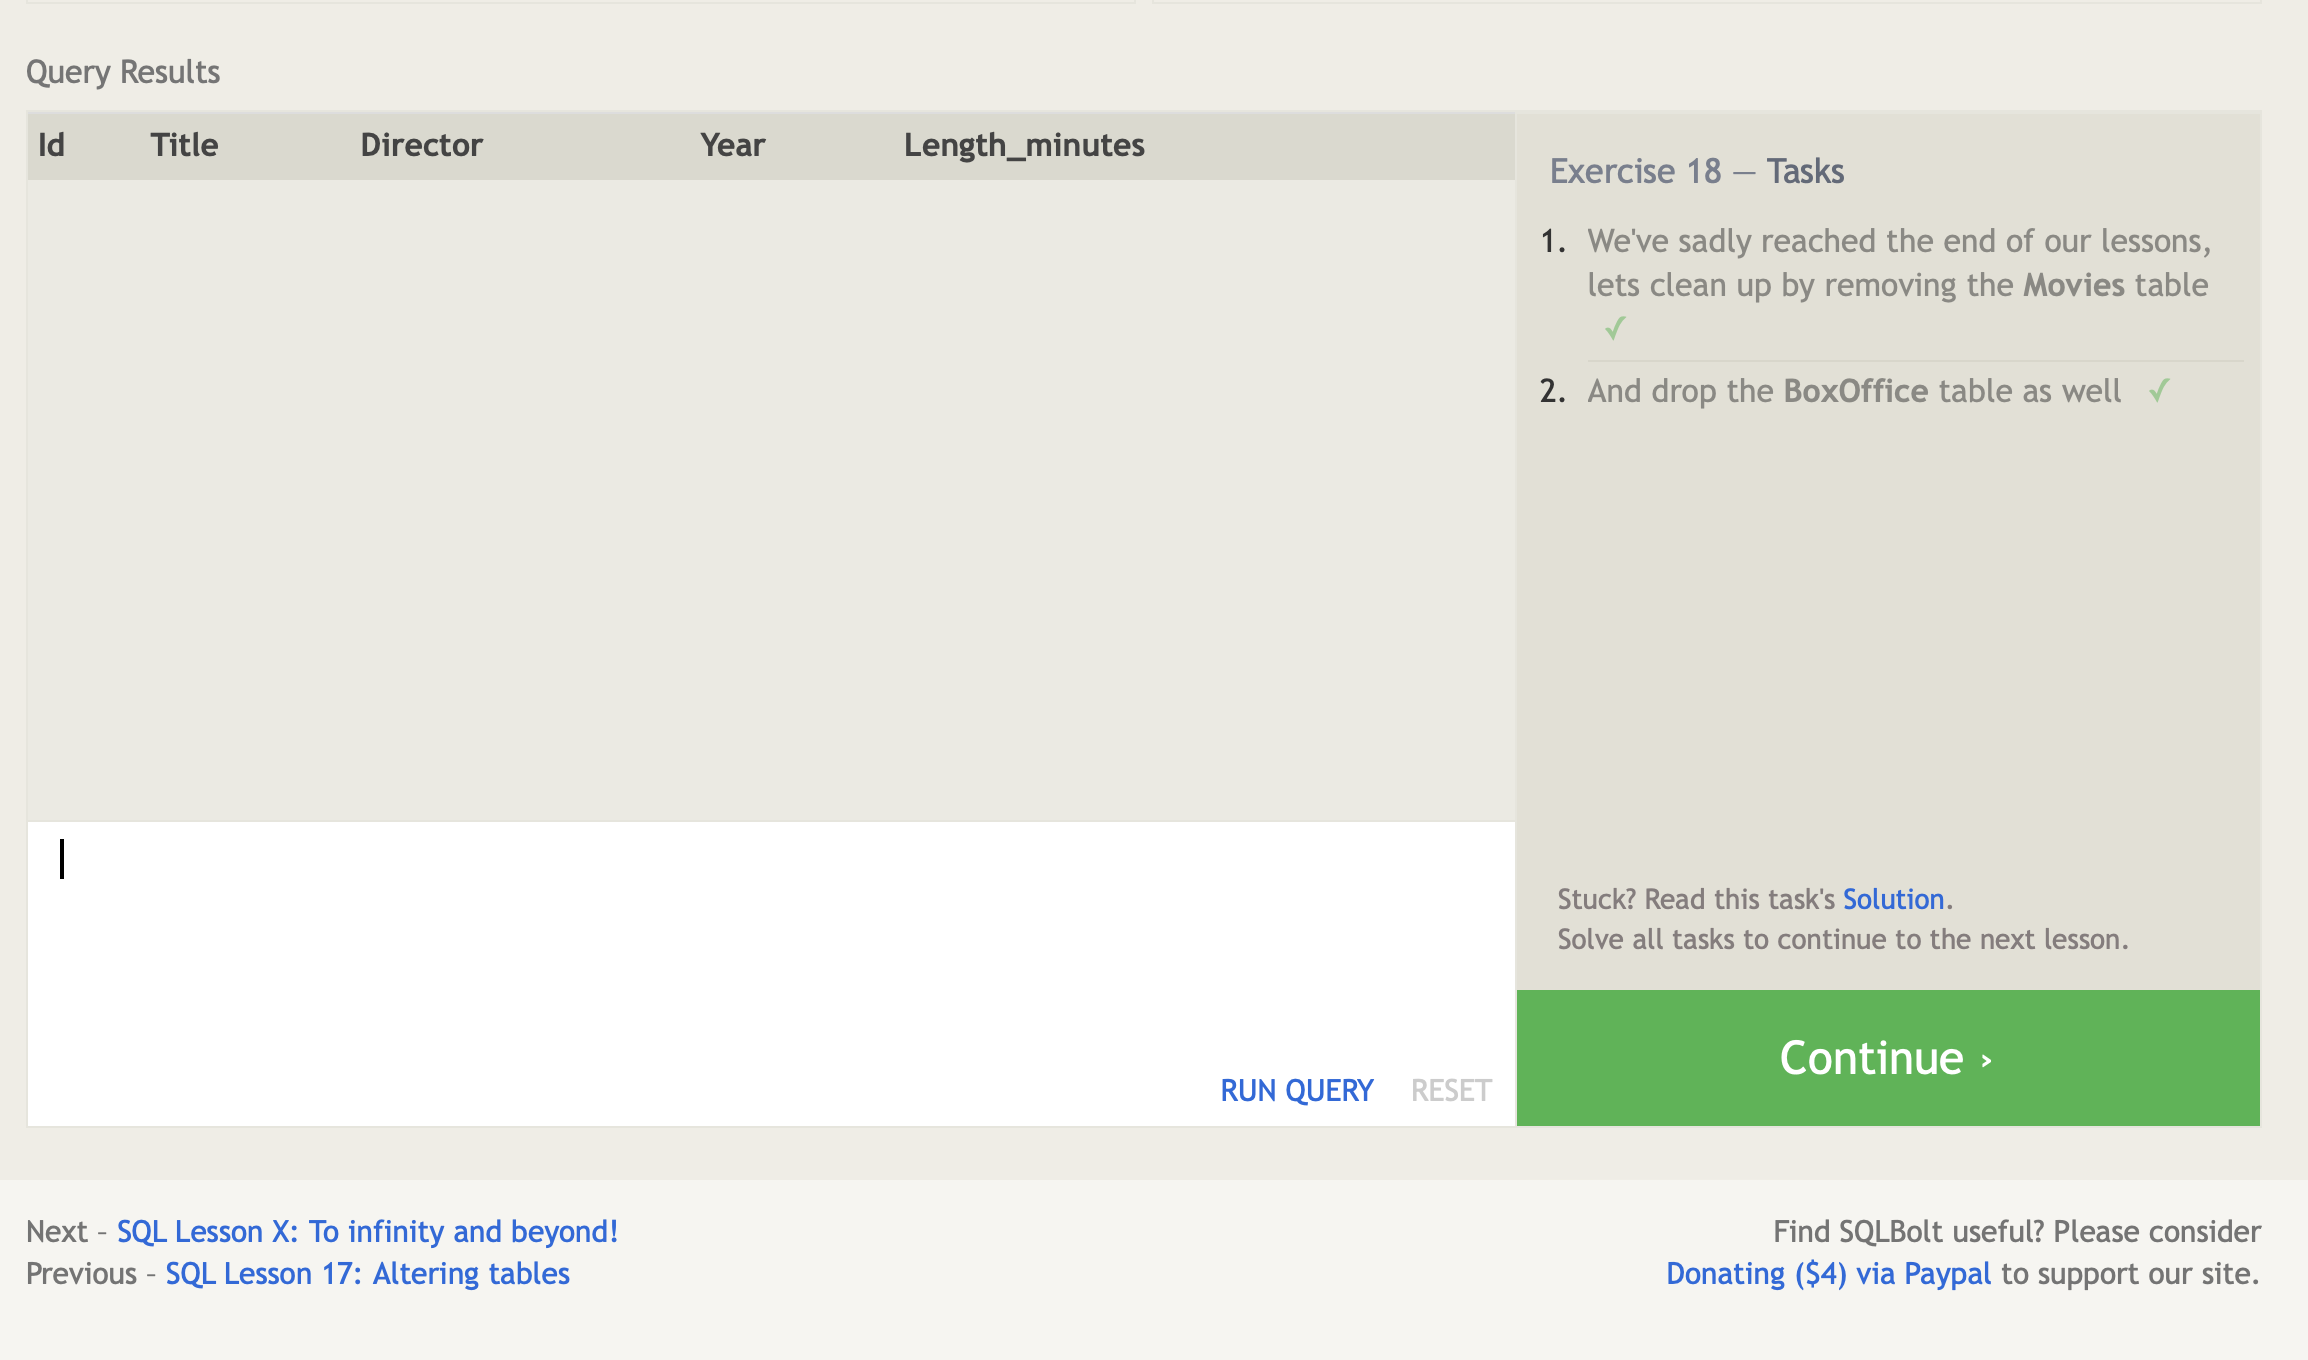 Query Results
Id Title Director Year Length_minutes
Exercise 18 — Tasks
1. We've sadly reached the end of our lessons,
lets clean up by removing the Movies table
✓
2. And drop the BoxOffice table as well ✓
Stuck? Read this task's Solution.
Solve all tasks to continue to the next lesson.
RUN QUERY RESET
Continue ›
Next – SQL Lesson X: To infinity and beyond!
Previous – SQL Lesson 17: Altering tables
Find SQLBolt useful? Please consider
Donating ($4) via Paypal to support our site.